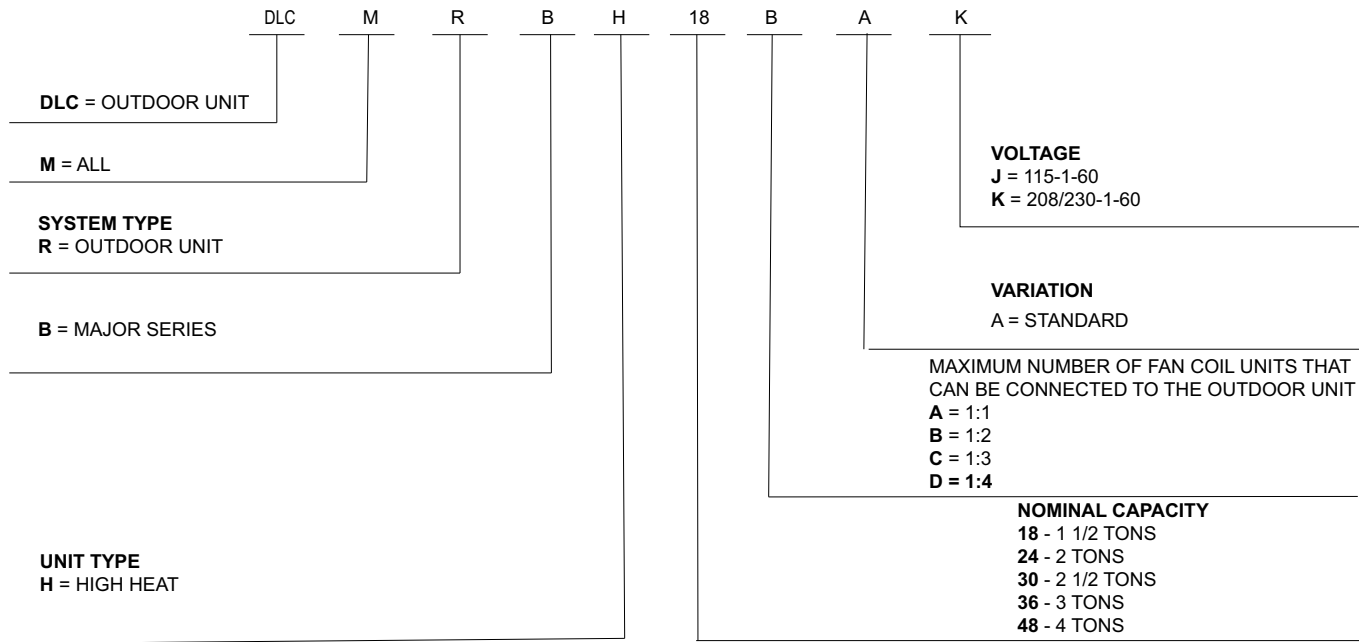 DLC M R B H 18 B A K
DLC = OUTDOOR UNIT
M = ALL
SYSTEM TYPE
R = OUTDOOR UNIT
B = MAJOR SERIES
UNIT TYPE
H = HIGH HEAT
VOLTAGE
J = 115-1-60
K = 208/230-1-60
VARIATION
A = STANDARD
MAXIMUM NUMBER OF FAN COIL UNITS THAT
CAN BE CONNECTED TO THE OUTDOOR UNIT
A = 1:1
B = 1:2
C = 1:3
D = 1:4
NOMINAL CAPACITY
18 - 1 1/2 TONS
24 - 2 TONS
30 - 2 1/2 TONS
36 - 3 TONS
48 - 4 TONS